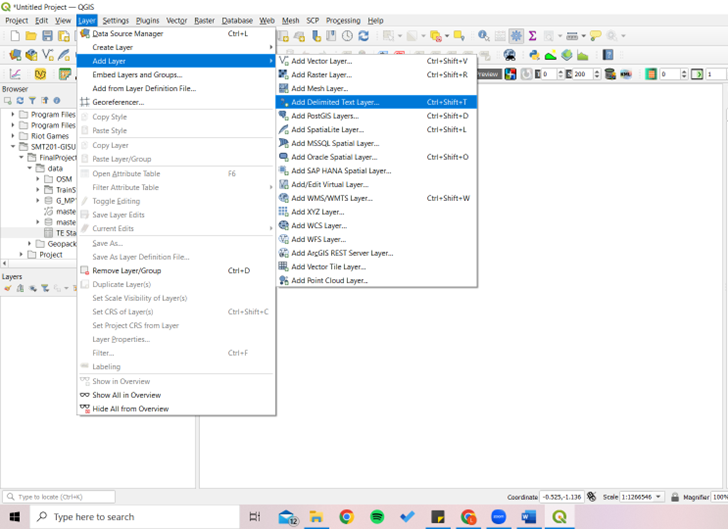 *Untitled Project — QGIS
Project Edit View Layer Settings Plugins Vector Raster Database Web Mesh SCP Processing Help
Data Source Manager Ctrl+L
Create Layer
Add Layer
Embed Layers and Groups...
Add from Layer Definition File...
Georeferencer...
Copy Style
Paste Style
Copy Layer
Paste Layer/Group
Open Attribute Table F6
Filter Attribute Table
Toggle Editing
Save Layer Edits
Current Edits
Save As...
Save As Layer Definition File...
Remove Layer/Group Ctrl+D
Duplicate Layer(s)
Set Scale Visibility of Layer(s)
Set CRS of Layer(s) Ctrl+Shift+C
Set Project CRS from Layer
Layer Properties...
Filter... Ctrl+F
Labeling
Show in Overview
Show All in Overview
Hide All from Overview
Add Vector Layer... Ctrl+Shift+V
Add Raster Layer... Ctrl+Shift+R
Add Mesh Layer...
Add Delimited Text Layer... Ctrl+Shift+T
Add PostGIS Layers... Ctrl+Shift+D
Add SpatiaLite Layer... Ctrl+Shift+L
Add MSSQL Spatial Layer...
Add Oracle Spatial Layer... Ctrl+Shift+O
Add SAP HANA Spatial Layer...
Add/Edit Virtual Layer...
Add WMS/WMTS Layer... Ctrl+Shift+W
Add XYZ Layer...
Add WCS Layer...
Add WFS Layer...
Add ArcGIS REST Server Layer...
Add Vector Tile Layer...
Add Point Cloud Layer...
review 0 200 0 1
Browser
Program Files
Program Files
Riot Games
SMT201-GISU
FinalProject
data
OSM
TrainS
G_MP
maste
maste
TE Sta
Geopack
Project
Layers
Type to locate (Ctrl+K)
Coordinate -0.525,-1.136 Scale 1:1266546 Magnifier 100%
Type here to search
12